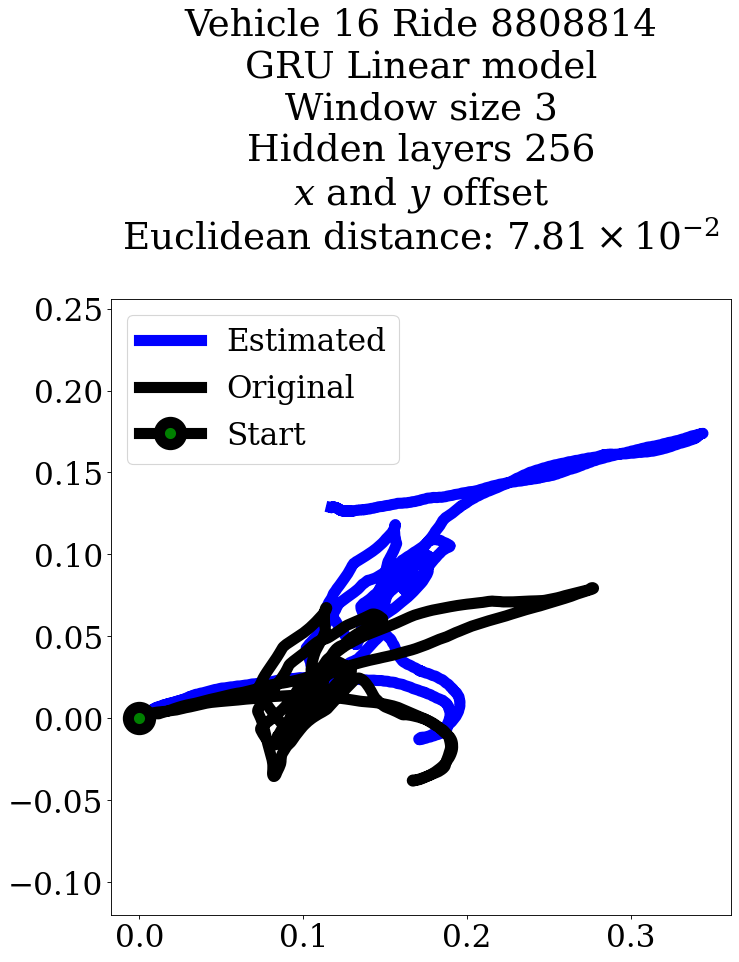 Vehicle 16 Ride 8808814
GRU Linear model
Window size 3
Hidden layers 256
x and y offset
Euclidean distance: 7.81 × 10⁻²
Estimated
Original
Start
0.25
0.20
0.15
0.10
0.05
0.00
−0.05
−0.10
0.0 0.1 0.2 0.3